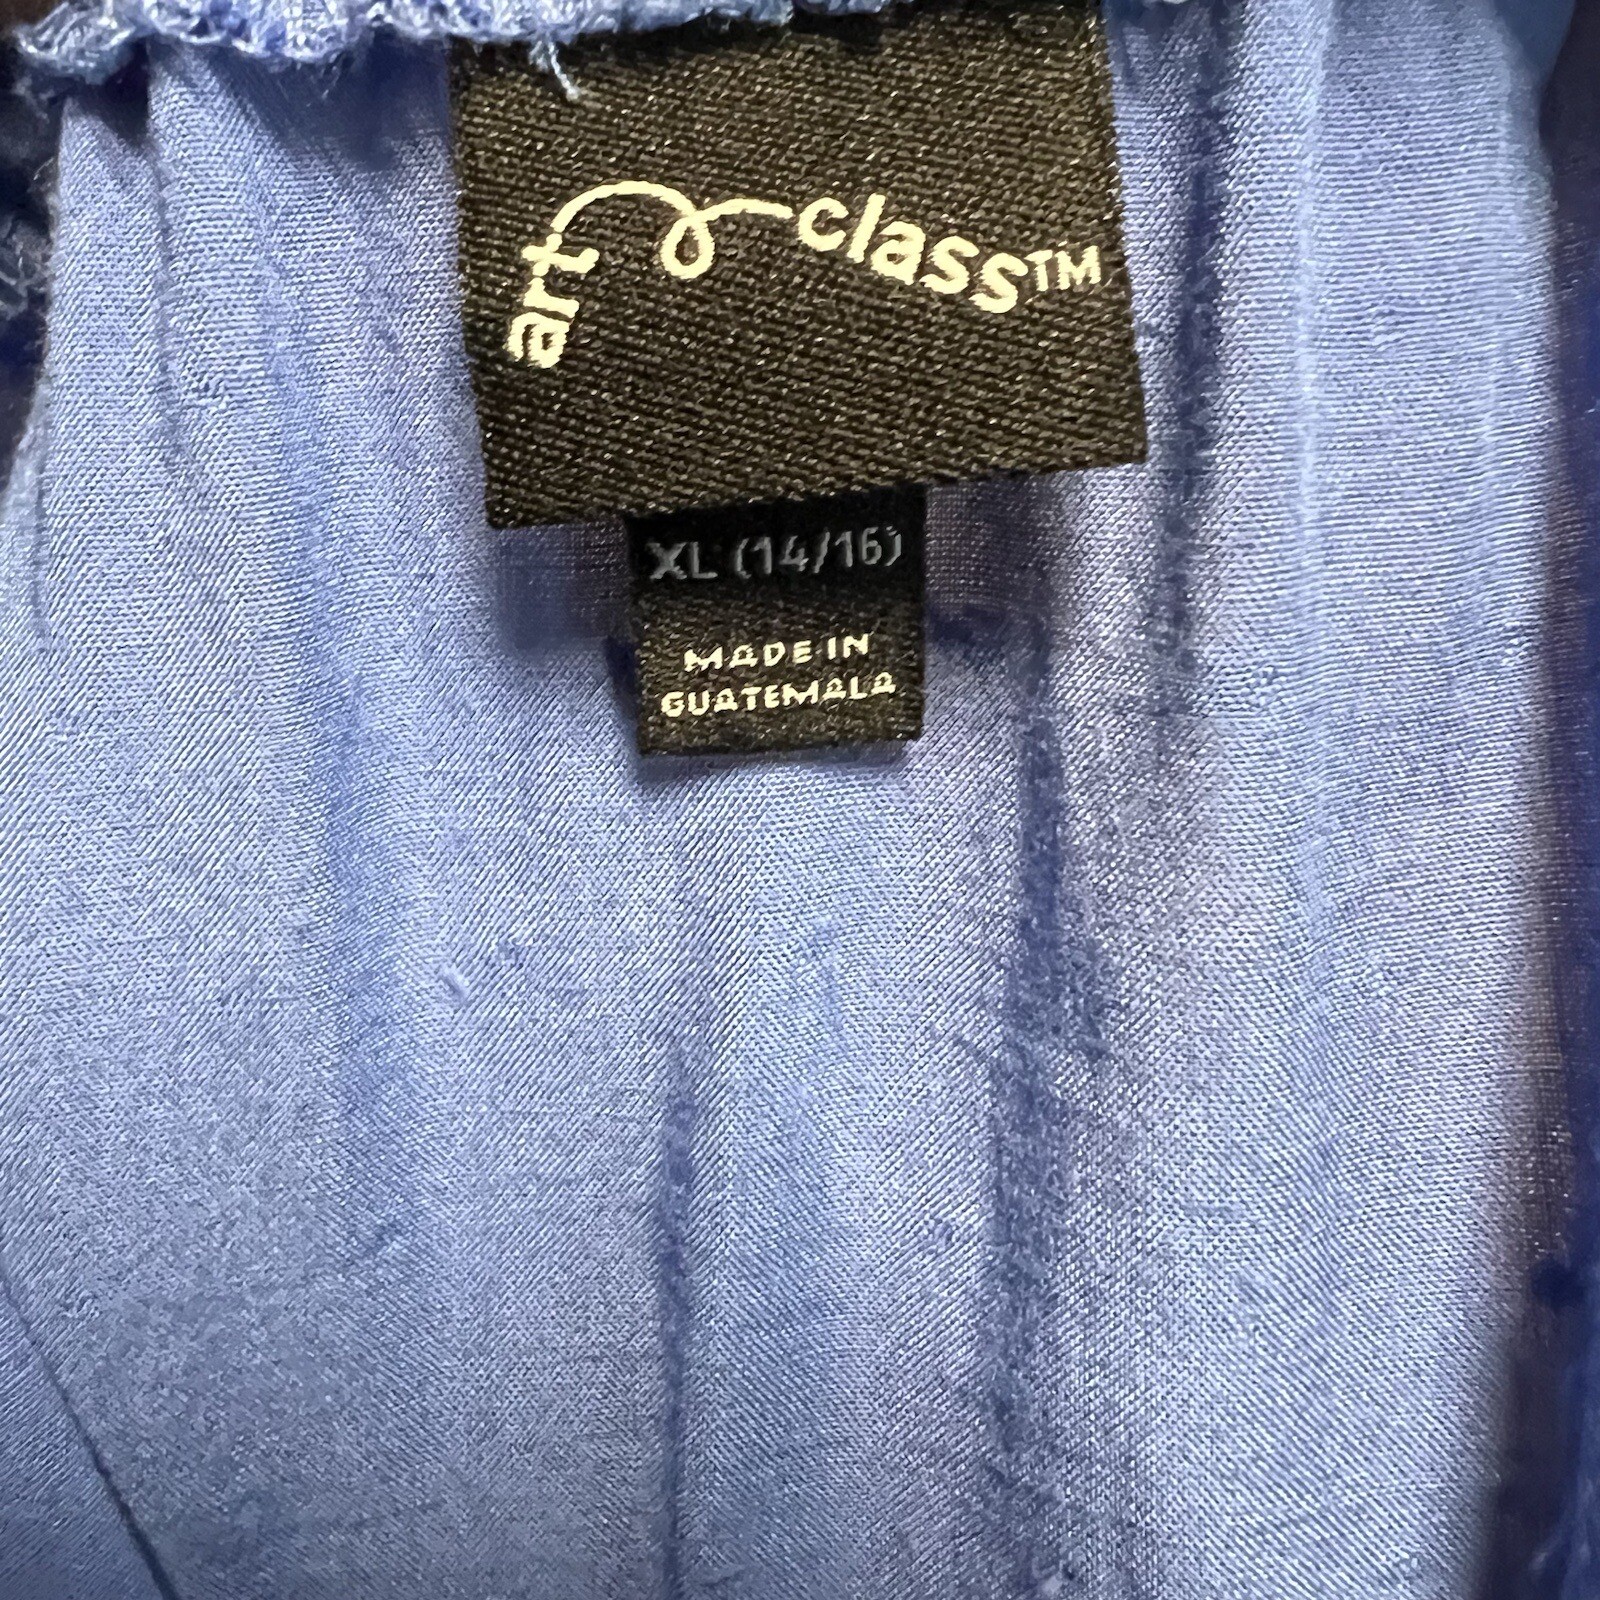 art class™
XL (14/16)
MADE IN
GUATEMALA